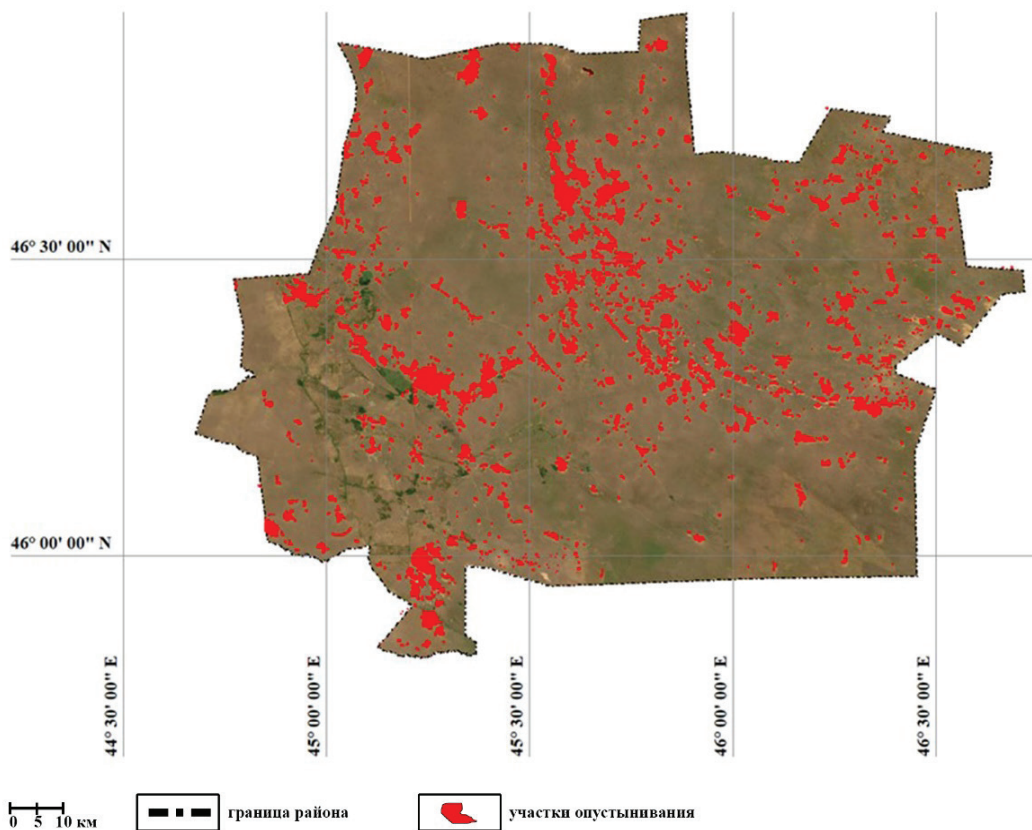 46° 30' 00" N
46° 00' 00" N
44° 30' 00" E
45° 00' 00" E
45° 30' 00" E
46° 00' 00" E
46° 30' 00" E
0 5 10 км
граница района
участки опустынивания